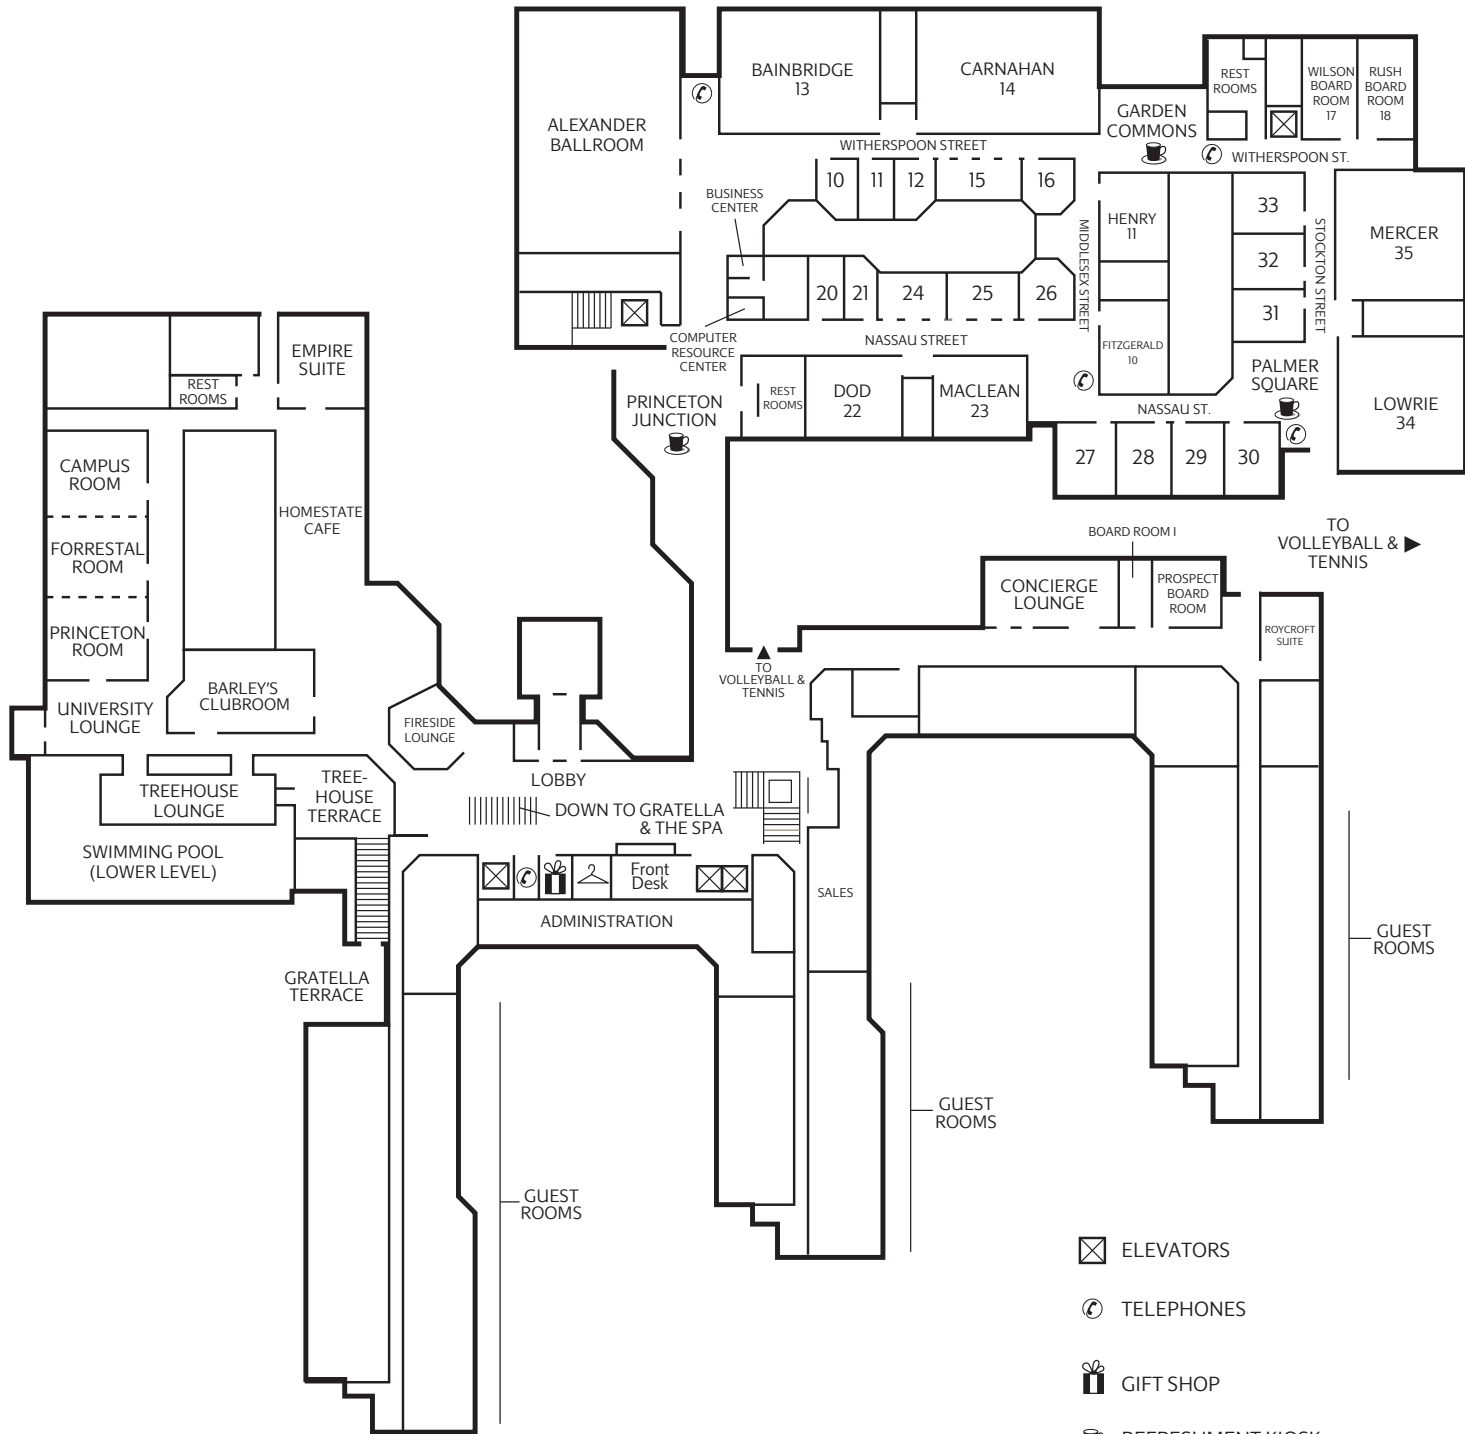 BAINBRIDGE
13
CARNAHAN
14
REST
ROOMS
WILSON
BOARD
ROOM
17
RUSH
BOARD
ROOM
18
ALEXANDER
BALLROOM
GARDEN
COMMONS
WITHERSPOON STREET
WITHERSPOON ST.
10
11
12
15
16
BUSINESS
CENTER
HENRY
11
MIDDLESEX STREET
33
32
31
STOCKTON STREET
MERCER
35
20
21
24
25
26
COMPUTER
RESOURCE
CENTER
NASSAU STREET
FITZGERALD
10
PALMER
SQUARE
EMPIRE
SUITE
REST
ROOMS
PRINCETON
JUNCTION
REST
ROOMS
DOD
22
MACLEAN
23
NASSAU ST.
LOWRIE
34
27
28
29
30
CAMPUS
ROOM
HOMESTATE
CAFE
FORRESTAL
ROOM
PRINCETON
ROOM
BOARD ROOM I
TO
VOLLEYBALL &
TENNIS
CONCIERGE
LOUNGE
PROSPECT
BOARD
ROOM
ROYCROFT
SUITE
TO
VOLLEYBALL &
TENNIS
BARLEY'S
CLUBROOM
UNIVERSITY
LOUNGE
FIRESIDE
LOUNGE
LOBBY
TREEHOUSE
LOUNGE
TREE-
HOUSE
TERRACE
DOWN TO GRATELLA
& THE SPA
SWIMMING POOL
(LOWER LEVEL)
Front
Desk
SALES
ADMINISTRATION
GUEST
ROOMS
GRATELLA
TERRACE
GUEST
ROOMS
GUEST
ROOMS
ELEVATORS
TELEPHONES
GIFT SHOP
REFRESHMENT KIOSK